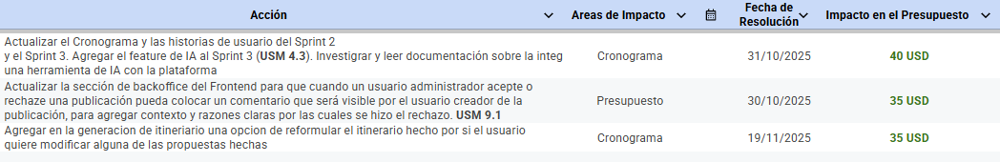 Acción Areas de Impacto Fecha de Resolución Impacto en el Presupuesto
Actualizar el Cronograma y las historias de usuario del Sprint 2
y el Sprint 3. Agregar el feature de IA al Sprint 3 (USM 4.3). Investigrar y leer documentación sobre la integ
una herramienta de IA con la plataforma
Cronograma 31/10/2025 40 USD
Actualizar la sección de backoffice del Frontend para que cuando un usuario administrador acepte o
rechaze una publicación pueda colocar un comentario que será visible por el usuario creador de la
publicación, para agregar contexto y razones claras por las cuales se hizo el rechazo. USM 9.1
Presupuesto 30/10/2025 35 USD
Agregar en la generacion de itineriario una opcion de reformular el itinerario hecho por si el usuario
quiere modificar alguna de las propuestas hechas
Cronograma 19/11/2025 35 USD